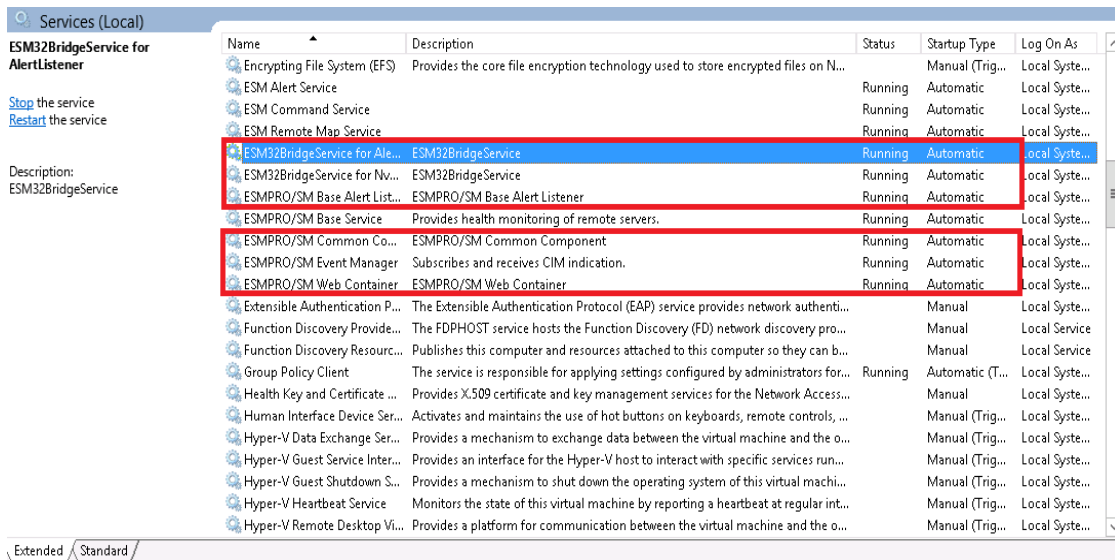 Services (Local)
ESM32BridgeService for
AlertListener
Stop the service
Restart the service
Description:
ESM32BridgeService
Name Description Status Startup Type Log On As
Encrypting File System (EFS) Provides the core file encryption technology used to store encrypted files on N... Manual (Trig... Local Syste...
ESM Alert Service Running Automatic Local Syste...
ESM Command Service Running Automatic Local Syste...
ESM Remote Map Service Running Automatic Local Syste...
ESM32BridgeService for Ale... ESM32BridgeService Running Automatic Local Syste...
ESM32BridgeService for Nv... ESM32BridgeService Running Automatic Local Syste...
ESMPRO/SM Base Alert List... ESMPRO/SM Base Alert Listener Running Automatic Local Syste...
ESMPRO/SM Base Service Provides health monitoring of remote servers. Running Automatic Local Syste...
ESMPRO/SM Common Co... ESMPRO/SM Common Component Running Automatic Local Syste...
ESMPRO/SM Event Manager Subscribes and receives CIM indication. Running Automatic Local Syste...
ESMPRO/SM Web Container ESMPRO/SM Web Container Running Automatic Local Syste...
Extensible Authentication P... The Extensible Authentication Protocol (EAP) service provides network authenti... Manual Local Syste...
Function Discovery Provide... The FDPHOST service hosts the Function Discovery (FD) network discovery pro... Manual Local Service
Function Discovery Resourc... Publishes this computer and resources attached to this computer so they can b... Manual Local Service
Group Policy Client The service is responsible for applying settings configured by administrators for... Running Automatic (T... Local Syste...
Health Key and Certificate ... Provides X.509 certificate and key management services for the Network Access... Manual Local Syste...
Human Interface Device Ser... Activates and maintains the use of hot buttons on keyboards, remote controls, ... Manual (Trig... Local Syste...
Hyper-V Data Exchange Ser... Provides a mechanism to exchange data between the virtual machine and the o... Manual (Trig... Local Syste...
Hyper-V Guest Service Inter... Provides an interface for the Hyper-V host to interact with specific services run... Manual (Trig... Local Syste...
Hyper-V Guest Shutdown S... Provides a mechanism to shut down the operating system of this virtual machi... Manual (Trig... Local Syste...
Hyper-V Heartbeat Service Monitors the state of this virtual machine by reporting a heartbeat at regular int... Manual (Trig... Local Syste...
Hyper-V Remote Desktop Vi... Provides a platform for communication between the virtual machine and the o... Manual (Trig... Local Syste...
Extended Standard